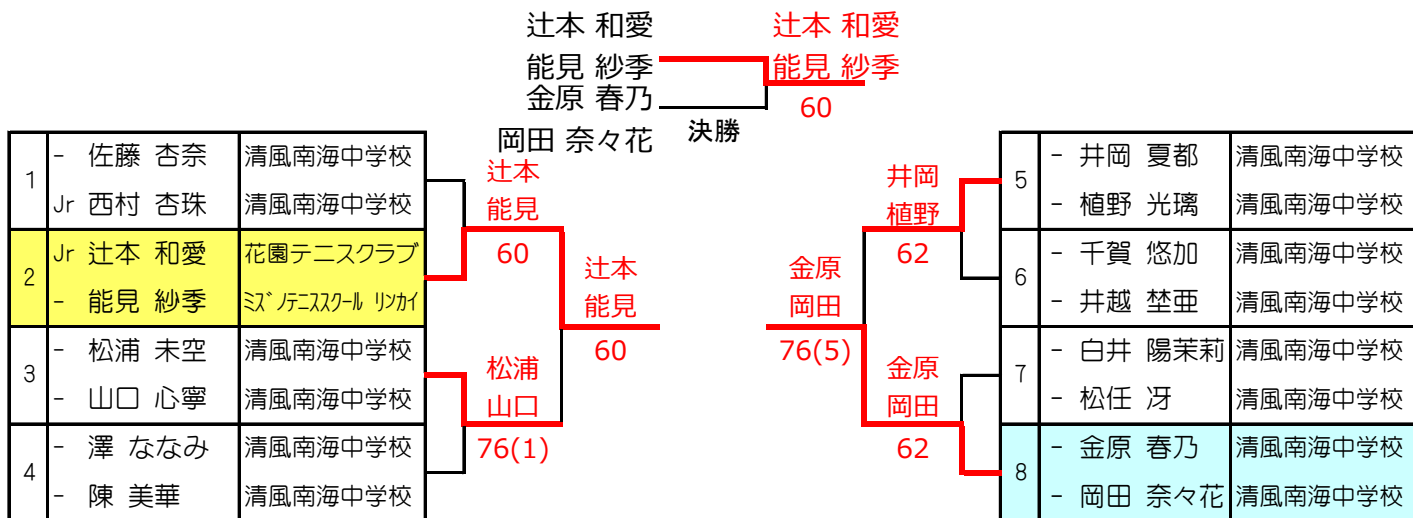 辻本 和愛
能見 紗季
金原 春乃
岡田 奈々花
決勝
辻本 和愛
能見 紗季
60
1
- 佐藤 杏奈 清風南海中学校
Jr 西村 杏珠 清風南海中学校
2
Jr 辻本 和愛 花園テニスクラブ
- 能見 紗季 ミズノテニススクール リンカイ
3
- 松浦 未空 清風南海中学校
- 山口 心寧 清風南海中学校
4
- 澤 ななみ 清風南海中学校
- 陳 美華 清風南海中学校
辻本
能見
60
松浦
山口
76(1)
辻本
能見
60
金原
岡田
76(5)
井岡
植野
62
金原
岡田
62
5
- 井岡 夏都 清風南海中学校
- 植野 光璃 清風南海中学校
6
- 千賀 悠加 清風南海中学校
- 井越 埜亜 清風南海中学校
7
- 白井 陽茉莉 清風南海中学校
- 松任 冴 清風南海中学校
8
- 金原 春乃 清風南海中学校
- 岡田 奈々花 清風南海中学校